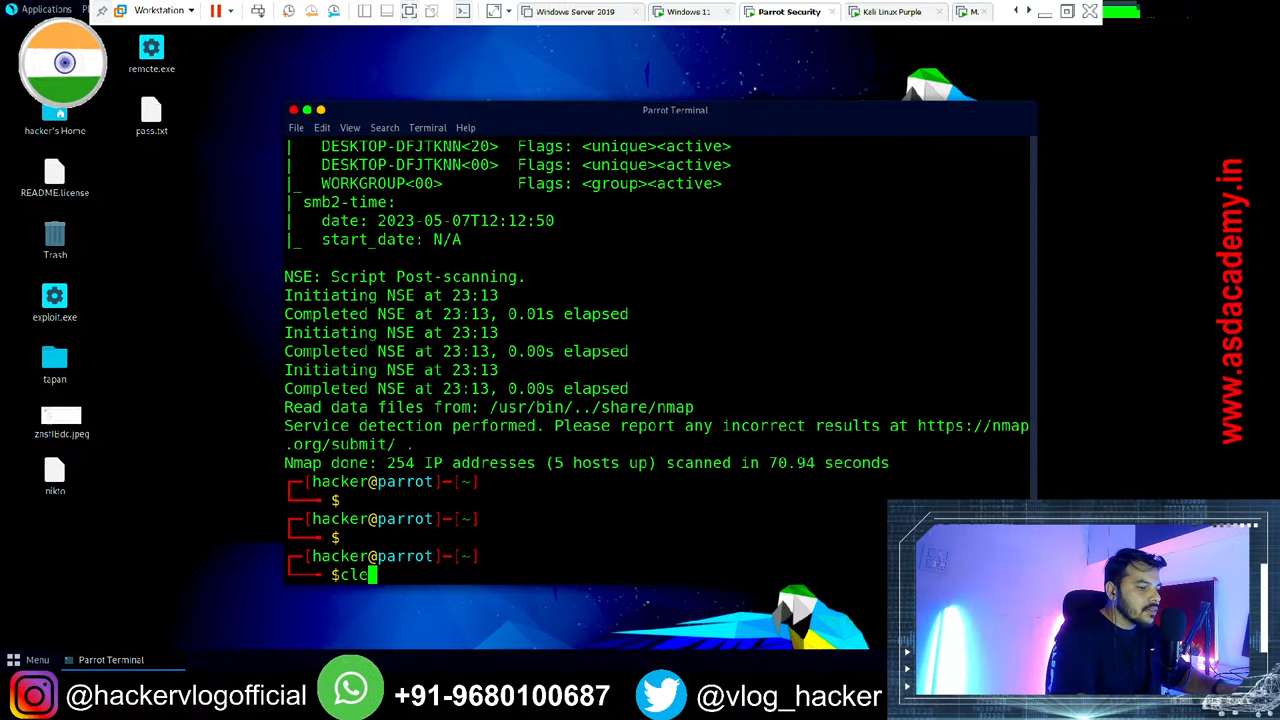 Applications
Workstation
Windows Server 2019
Windows 11
Parrot Security
Kali Linux Purple
M
remote.exe
hacker's Home
pass.txt
README.license
Trash
exploit.exe
tapan
nikto
Parrot Terminal
File Edit View Search Terminal Help
| DESKTOP-DFJTKNN<20> Flags: <unique><active>
| DESKTOP-DFJTKNN<00> Flags: <unique><active>
|_ WORKGROUP<00> Flags: <group><active>
| smb2-time:
| date: 2023-05-07T12:12:50
|_ start_date: N/A
NSE: Script Post-scanning.
Initiating NSE at 23:13
Completed NSE at 23:13, 0.01s elapsed
Initiating NSE at 23:13
Completed NSE at 23:13, 0.00s elapsed
Initiating NSE at 23:13
Completed NSE at 23:13, 0.00s elapsed
Read data files from: /usr/bin/../share/nmap
Service detection performed. Please report any incorrect results at https://nmap
.org/submit/ .
Nmap done: 254 IP addresses (5 hosts up) scanned in 70.94 seconds
[hacker@parrot]-[~]
$
[hacker@parrot]-[~]
$
[hacker@parrot]-[~]
$clc
www.asdacademy.in
Menu
Parrot Terminal
@hackervlogofficial
+91-9680100687
@vlog_hacker